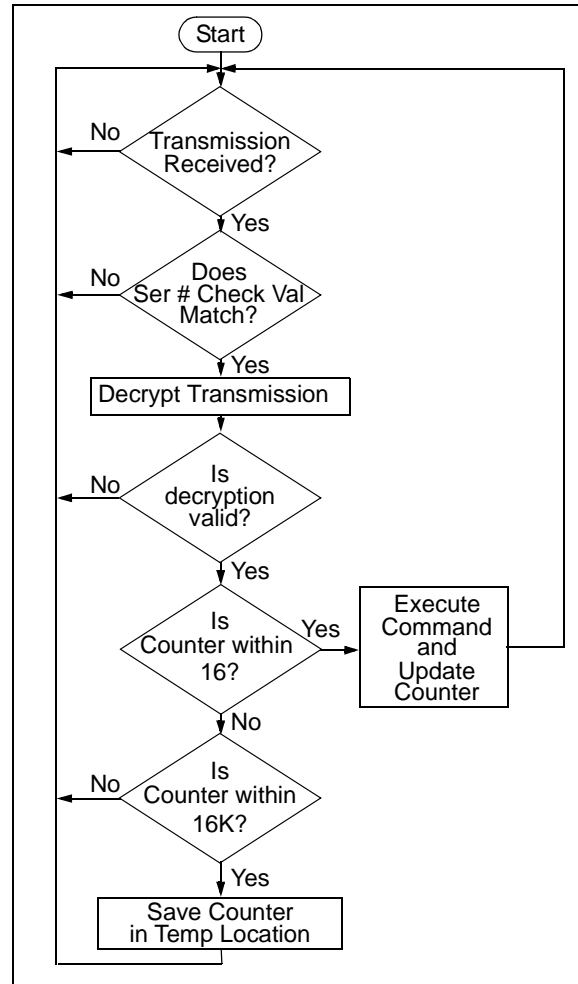 Start
No
Transmission
Received?
Yes
No
Does
Ser # Check Val
Match?
Yes
Decrypt Transmission
No
Is
decryption
valid?
Yes
Is
Counter within
16?
Yes
Execute
Command
and
Update
Counter
No
No
Is
Counter within
16K?
Yes
Save Counter
in Temp Location